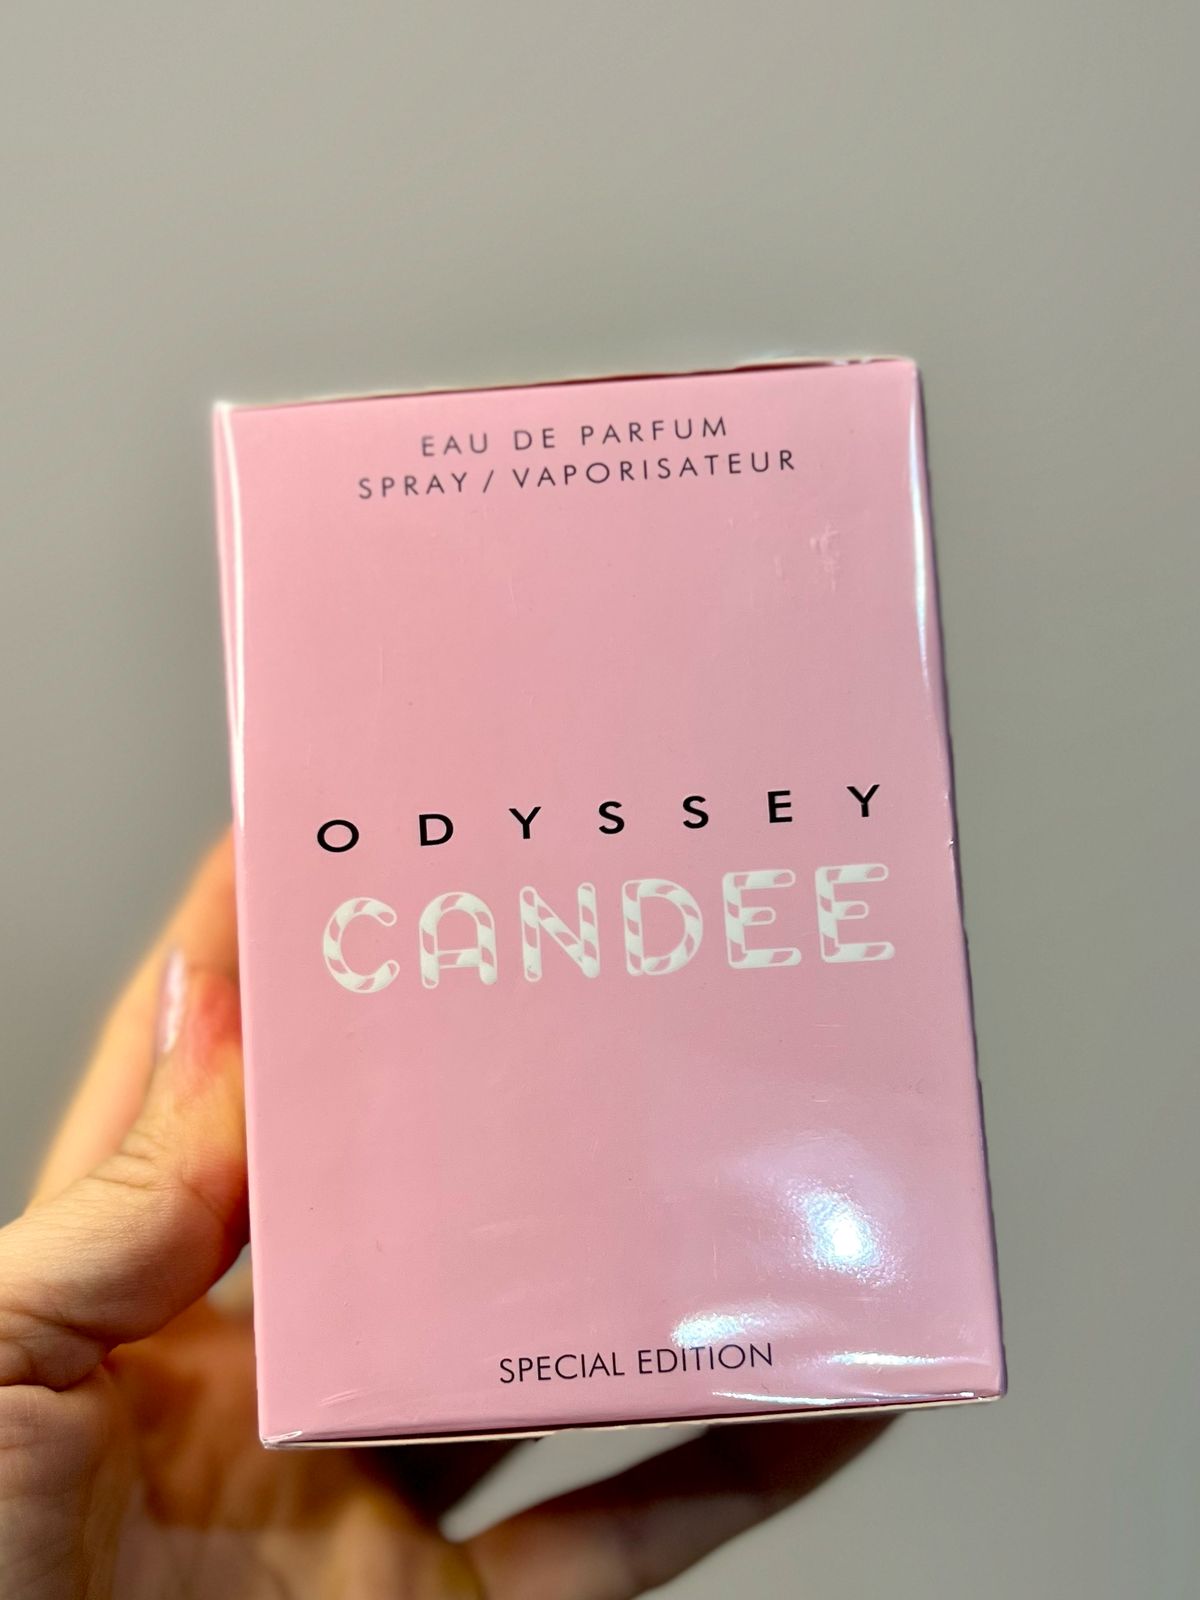 EAU DE PARFUM
SPRAY / VAPORISATEUR
ODYSSEY
CANDEE
SPECIAL EDITION